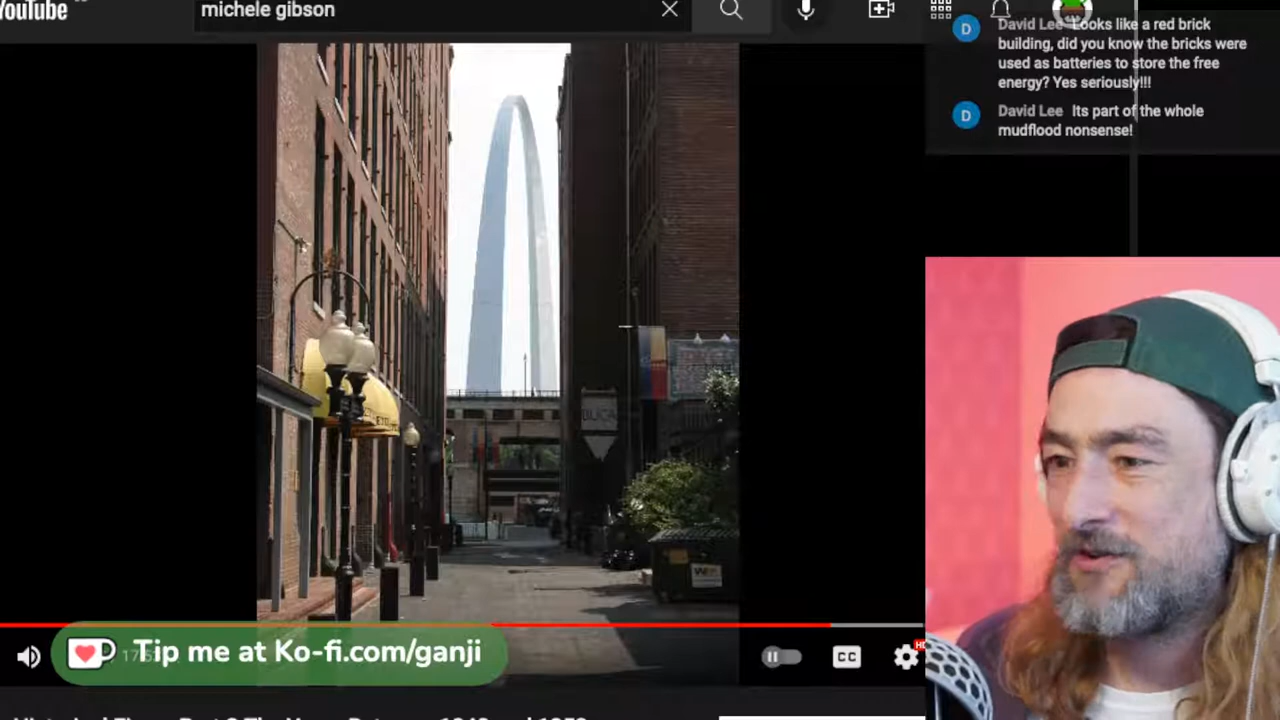 YouTube
michele gibson
David Lee Looks like a red brick
building, did you know the bricks were
used as batteries to store the free
energy? Yes seriously!!!
David Lee Its part of the whole
mudflood nonsense!
D
D
WM
Tip me at Ko-fi.com/ganji
CC
HD